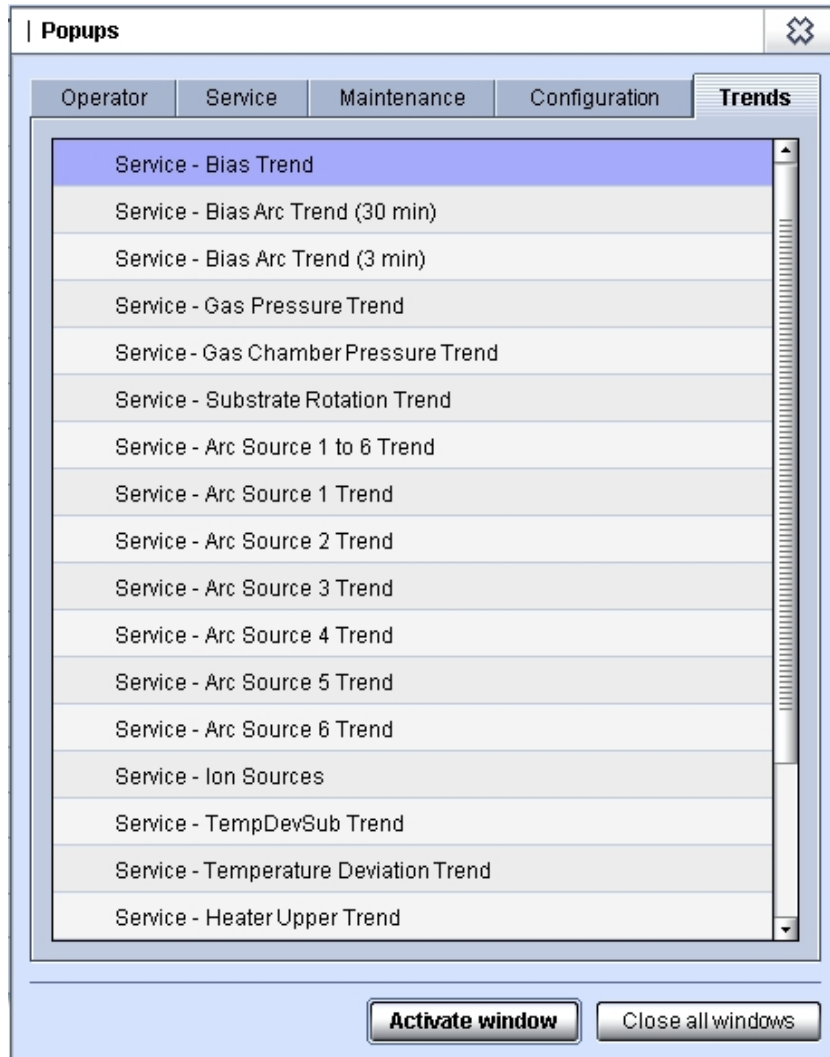 | Popups
Operator Service Maintenance Configuration Trends
Service - Bias Trend
Service - Bias Arc Trend (30 min)
Service - Bias Arc Trend (3 min)
Service - Gas Pressure Trend
Service - Gas Chamber Pressure Trend
Service - Substrate Rotation Trend
Service - Arc Source 1 to 6 Trend
Service - Arc Source 1 Trend
Service - Arc Source 2 Trend
Service - Arc Source 3 Trend
Service - Arc Source 4 Trend
Service - Arc Source 5 Trend
Service - Arc Source 6 Trend
Service - Ion Sources
Service - TempDevSub Trend
Service - Temperature Deviation Trend
Service - Heater Upper Trend
Activate window Close all windows